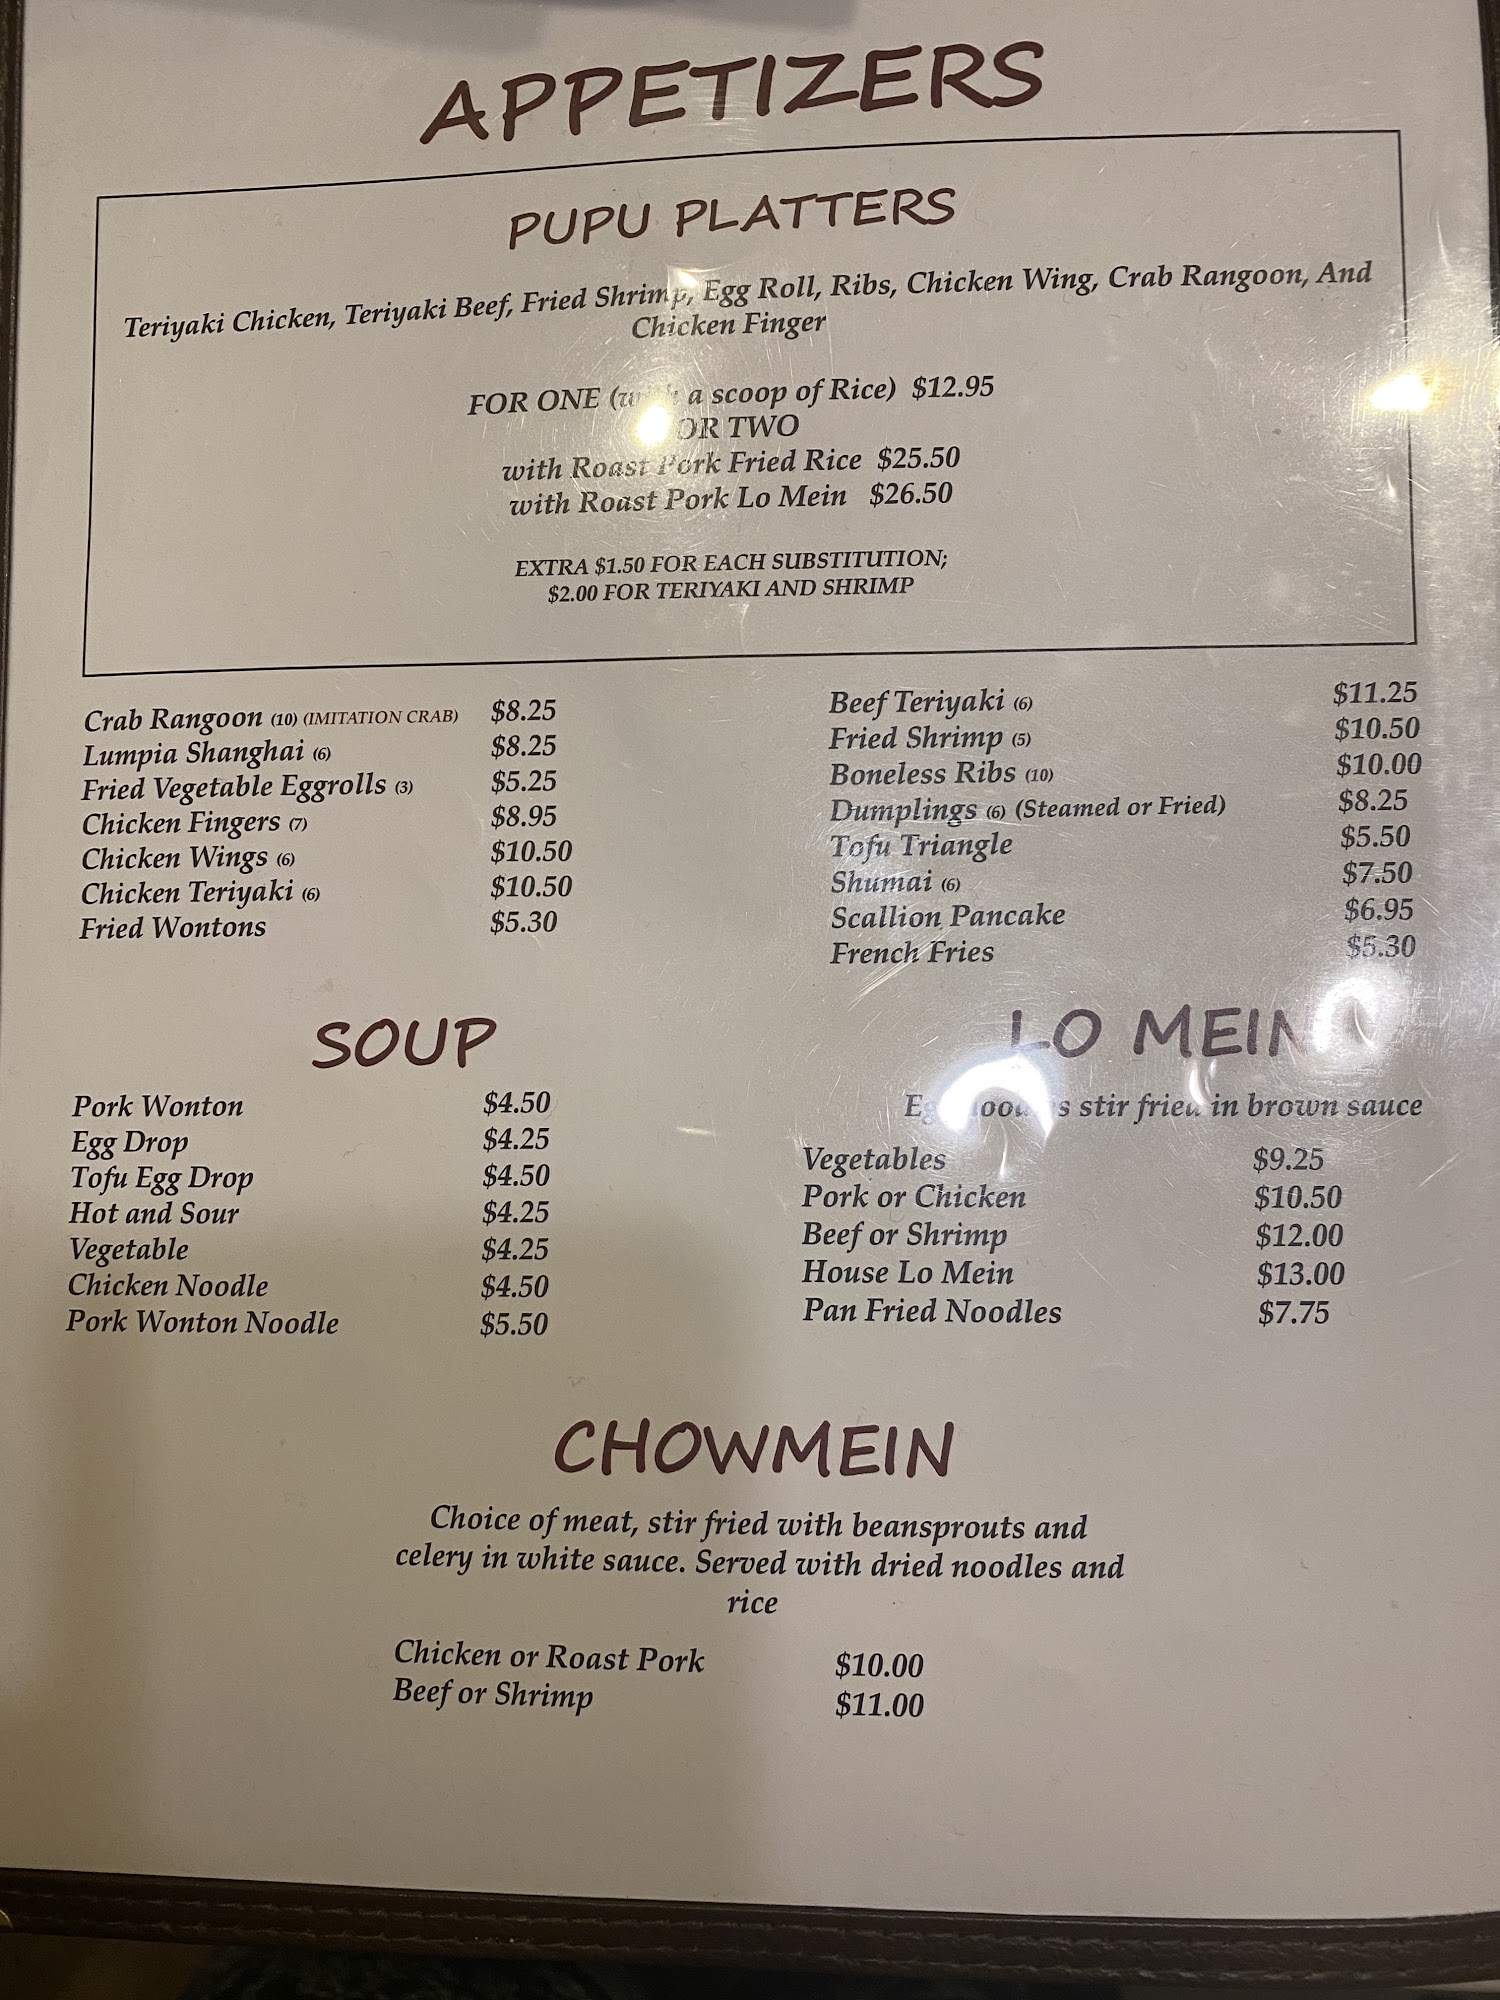 APPETIZERS
PUPU PLATTERS
Teriyaki Chicken, Teriyaki Beef, Fried Shrimp, Egg Roll, Ribs, Chicken Wing, Crab Rangoon, And
Chicken Finger
FOR ONE (with a scoop of Rice) $12.95
OR TWO
with Roast Pork Fried Rice $25.50
with Roast Pork Lo Mein $26.50
EXTRA $1.50 FOR EACH SUBSTITUTION;
$2.00 FOR TERIYAKI AND SHRIMP
Crab Rangoon (10) (IMITATION CRAB) $8.25
Lumpia Shanghai (6) $8.25
Fried Vegetable Eggrolls (3) $5.25
Chicken Fingers (7) $8.95
Chicken Wings (6) $10.50
Chicken Teriyaki (6) $10.50
Fried Wontons $5.30
Beef Teriyaki (6) $11.25
Fried Shrimp (5) $10.50
Boneless Ribs (10) $10.00
Dumplings (6) (Steamed or Fried) $8.25
Tofu Triangle $5.50
Shumai (6) $7.50
Scallion Pancake $6.95
French Fries $5.30
SOUP
Pork Wonton $4.50
Egg Drop $4.25
Tofu Egg Drop $4.50
Hot and Sour $4.25
Vegetable $4.25
Chicken Noodle $4.50
Pork Wonton Noodle $5.50
LO MEIN
stir fried in brown sauce
Vegetables $9.25
Pork or Chicken $10.50
Beef or Shrimp $12.00
House Lo Mein $13.00
Pan Fried Noodles $7.75
CHOWMEIN
Choice of meat, stir fried with beansprouts and
celery in white sauce. Served with dried noodles and
rice
Chicken or Roast Pork $10.00
Beef or Shrimp $11.00